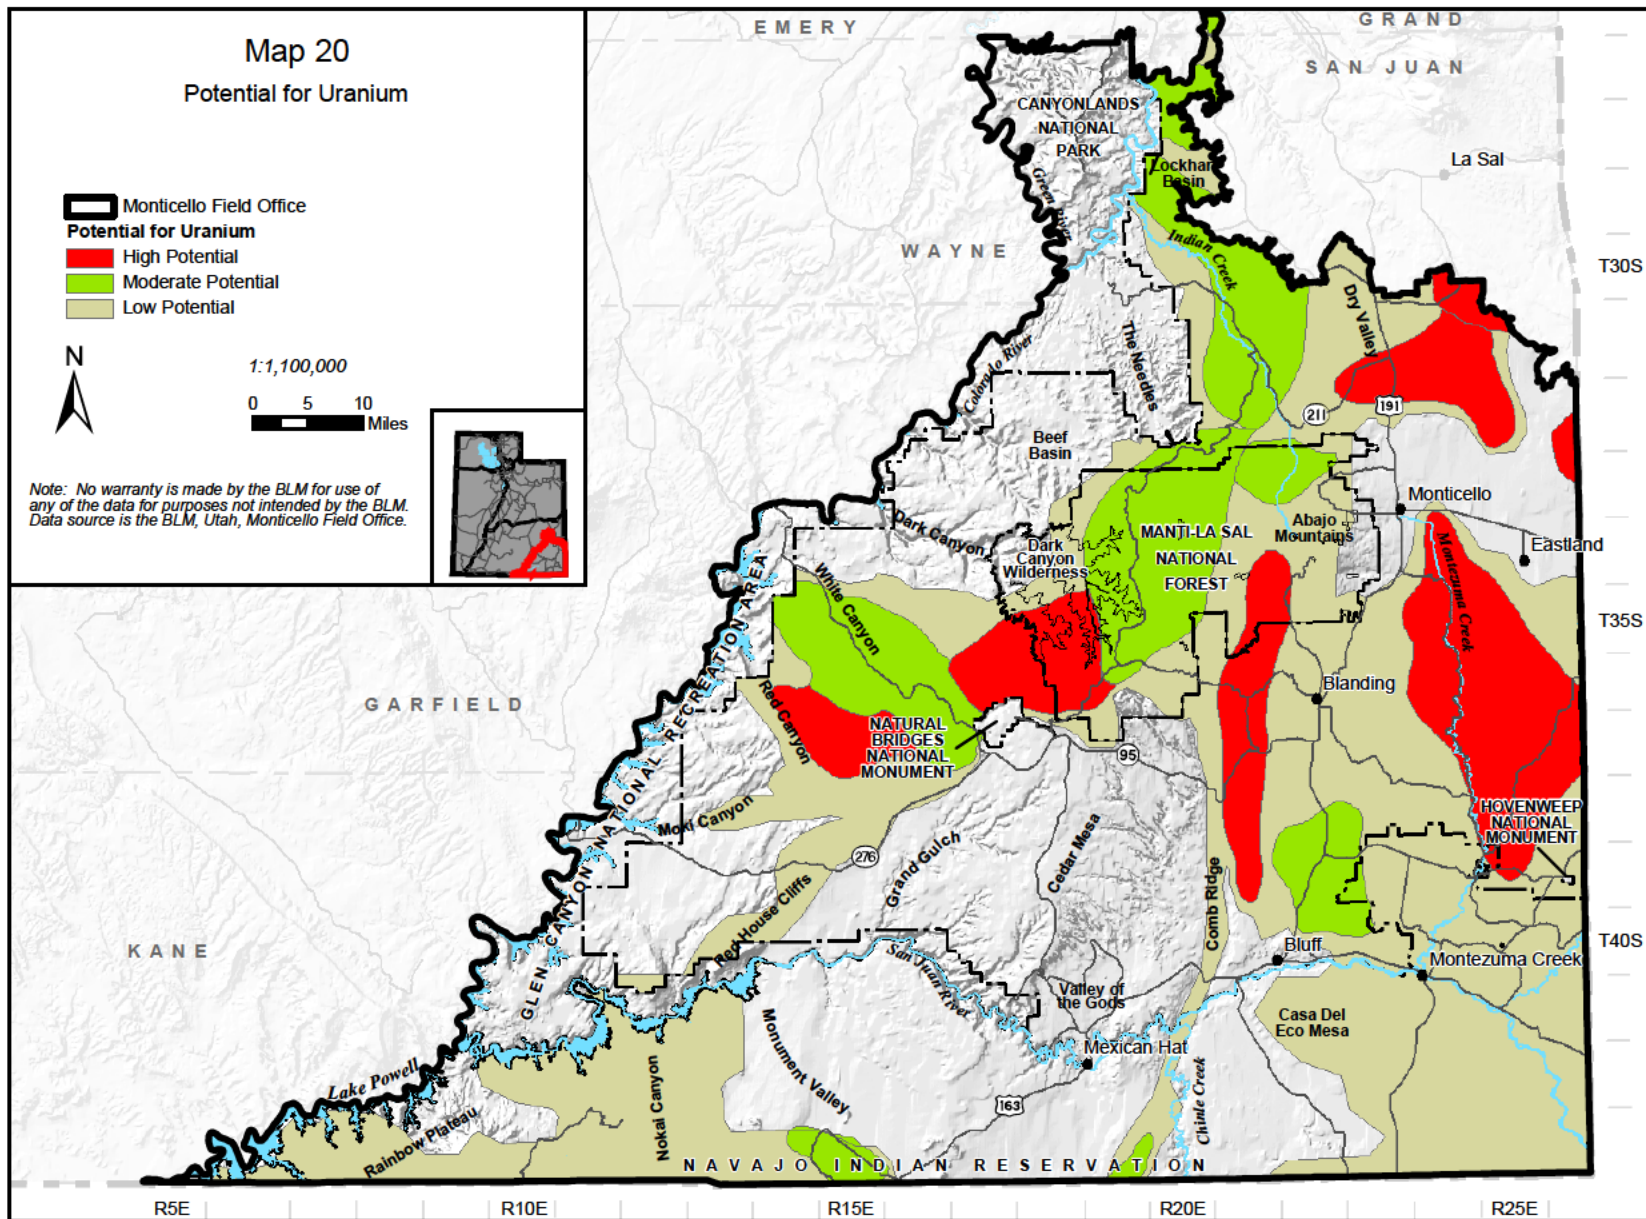 Map 20
Potential for Uranium
Monticello Field Office
Potential for Uranium
High Potential
Moderate Potential
Low Potential
N
1:1,100,000
0 5 10
Miles
Note: No warranty is made by the BLM for use of
any of the data for purposes not intended by the BLM.
Data source is the BLM, Utah, Monticello Field Office.
EMERY
GRAND
SAN JUAN
CANYONLANDS
NATIONAL
PARK
La Sal
Lockhart
Basin
Green River
WAYNE
Indian Creek
T30S
Dry Valley
The Needles
Colorado River
211
191
Beef
Basin
Monticello
Dark Canyon
MANTI-LA SAL
NATIONAL
FOREST
Abajo
Mountains
Eastland
Dark
Canyon
Wilderness
Montezuma Creek
White Canyon
T35S
GLEN CANYON NATIONAL RECREATION AREA
GARFIELD
Blanding
Red Canyon
NATURAL
BRIDGES
NATIONAL
MONUMENT
95
HOVENWEEP
NATIONAL
MONUMENT
Moki Canyon
276
Grand Gulch
Cedar Mesa
Comb Ridge
Red House Cliffs
KANE
T40S
Bluff
Montezuma Creek
San Juan River
Valley of
the Gods
Casa Del
Eco Mesa
Monument Valley
Mexican Hat
Lake Powell
Nokai Canyon
163
Chinle Creek
Rainbow Plateau
NAVAJO INDIAN RESERVATION
R5E R10E R15E R20E R25E